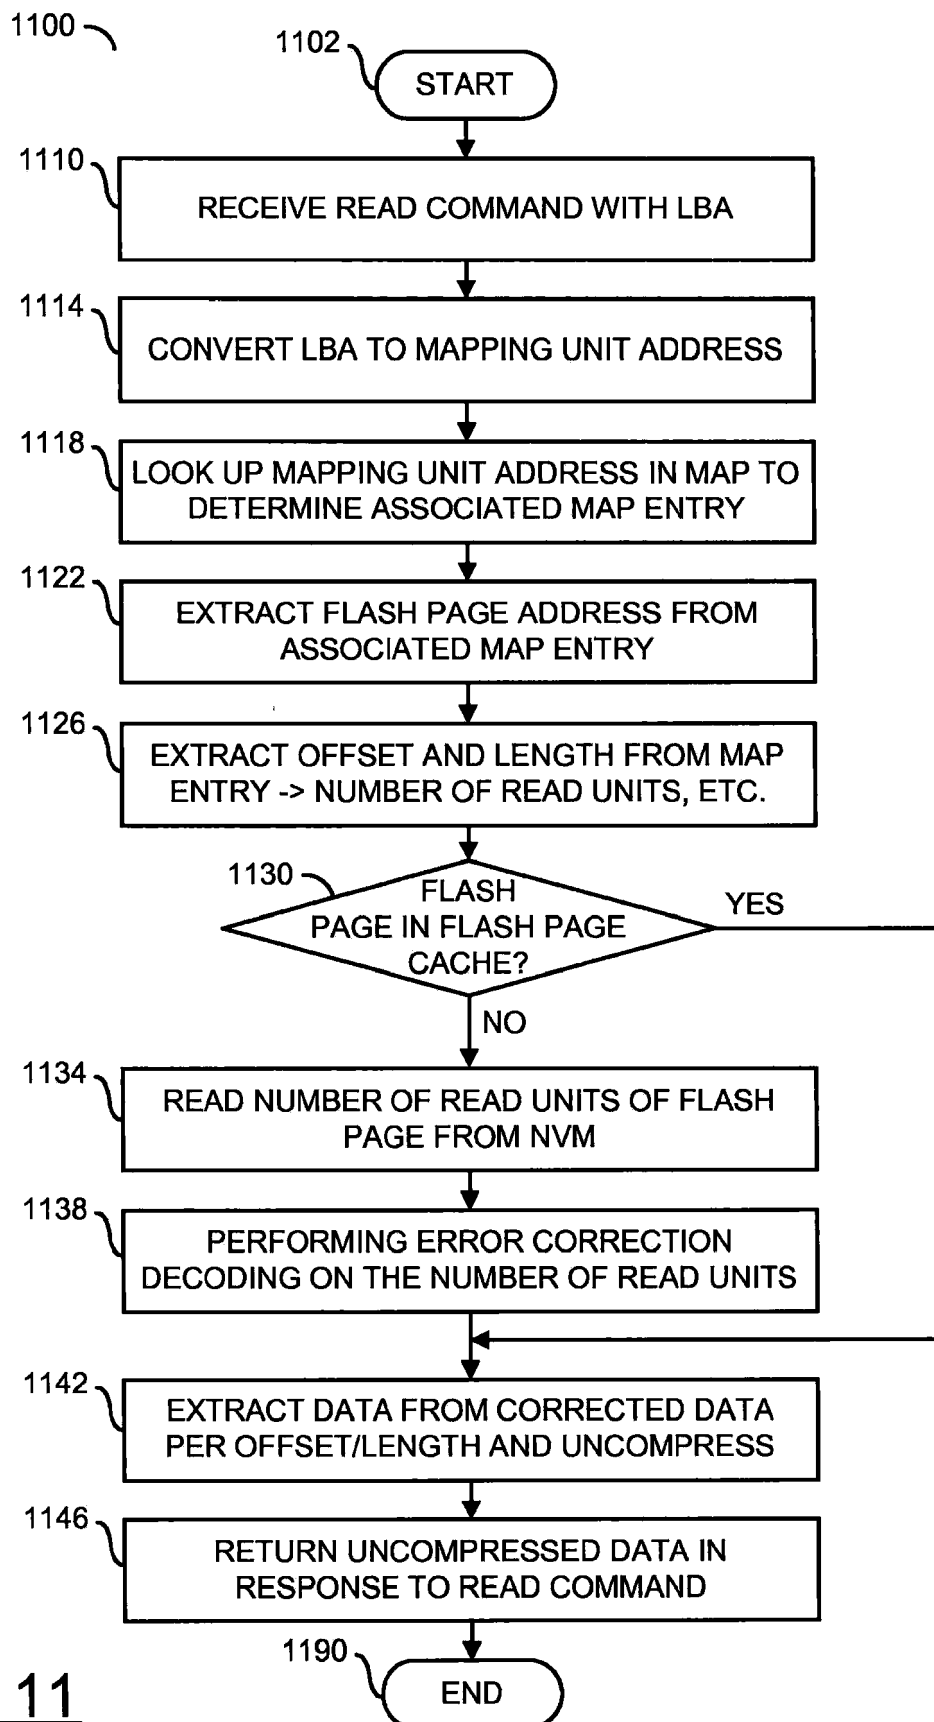 1100
1102
START
1110
RECEIVE READ COMMAND WITH LBA
1114
CONVERT LBA TO MAPPING UNIT ADDRESS
1118
LOOK UP MAPPING UNIT ADDRESS IN MAP TO
DETERMINE ASSOCIATED MAP ENTRY
1122
EXTRACT FLASH PAGE ADDRESS FROM
ASSOCIATED MAP ENTRY
1126
EXTRACT OFFSET AND LENGTH FROM MAP
ENTRY -> NUMBER OF READ UNITS, ETC.
1130
FLASH
PAGE IN FLASH PAGE
CACHE?
YES
NO
1134
READ NUMBER OF READ UNITS OF FLASH
PAGE FROM NVM
1138
PERFORMING ERROR CORRECTION
DECODING ON THE NUMBER OF READ UNITS
1142
EXTRACT DATA FROM CORRECTED DATA
PER OFFSET/LENGTH AND UNCOMPRESS
1146
RETURN UNCOMPRESSED DATA IN
RESPONSE TO READ COMMAND
1190
END
11